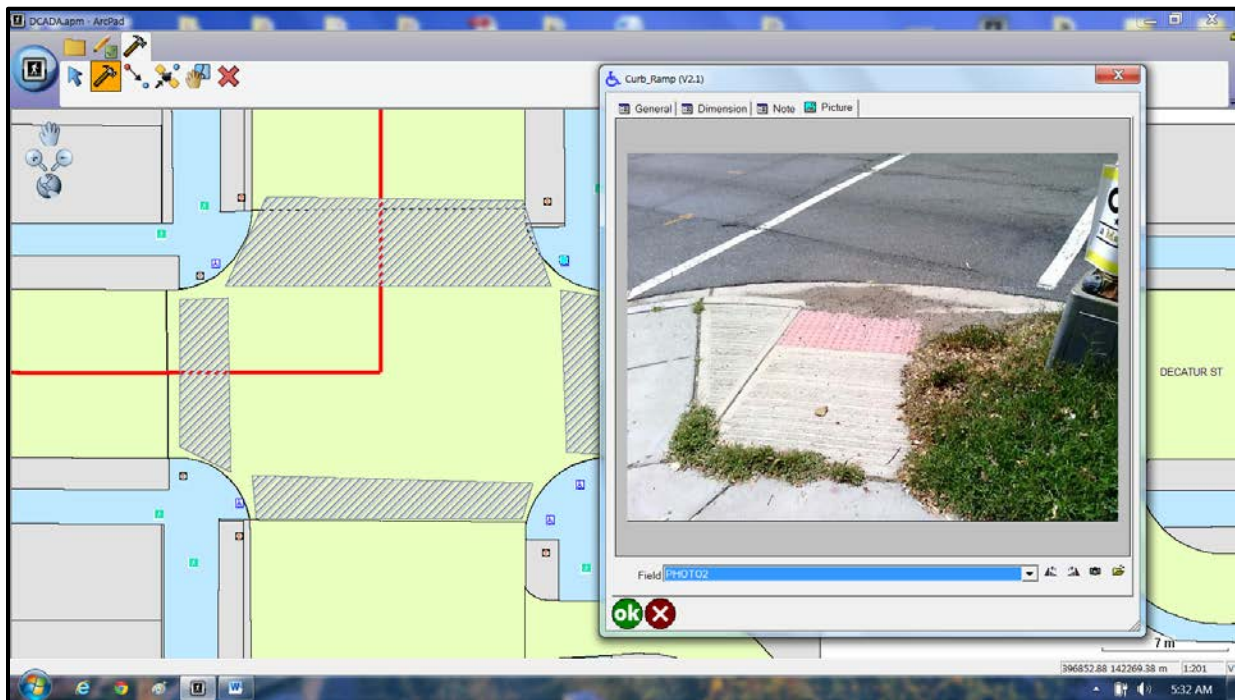 DCADA.apm - ArcPad
Curb_Ramp (V2.1)
General
Dimension
Note
Picture
DECATUR ST
Field PHOTO2
ok
7 m
396852.88 142269.38 m
1:201
V
5:32 AM